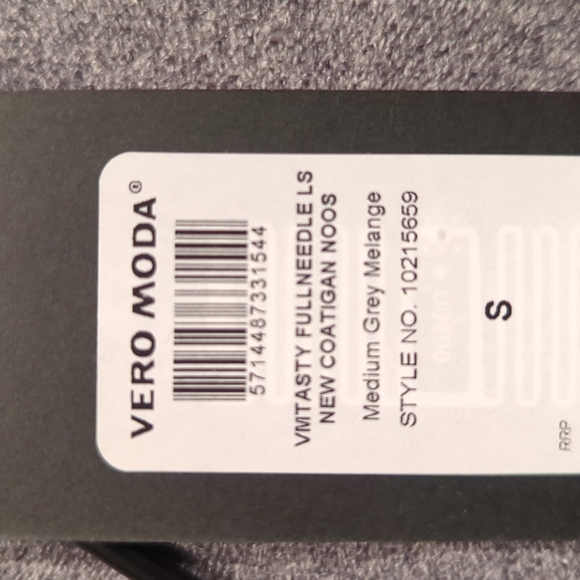 VERO MODA®
5714487331544
VMTASTY FULLNEEDLE LS
NEW COATIGAN NOOS
Medium Grey Melange
STYLE NO. 10215659
S
RRP